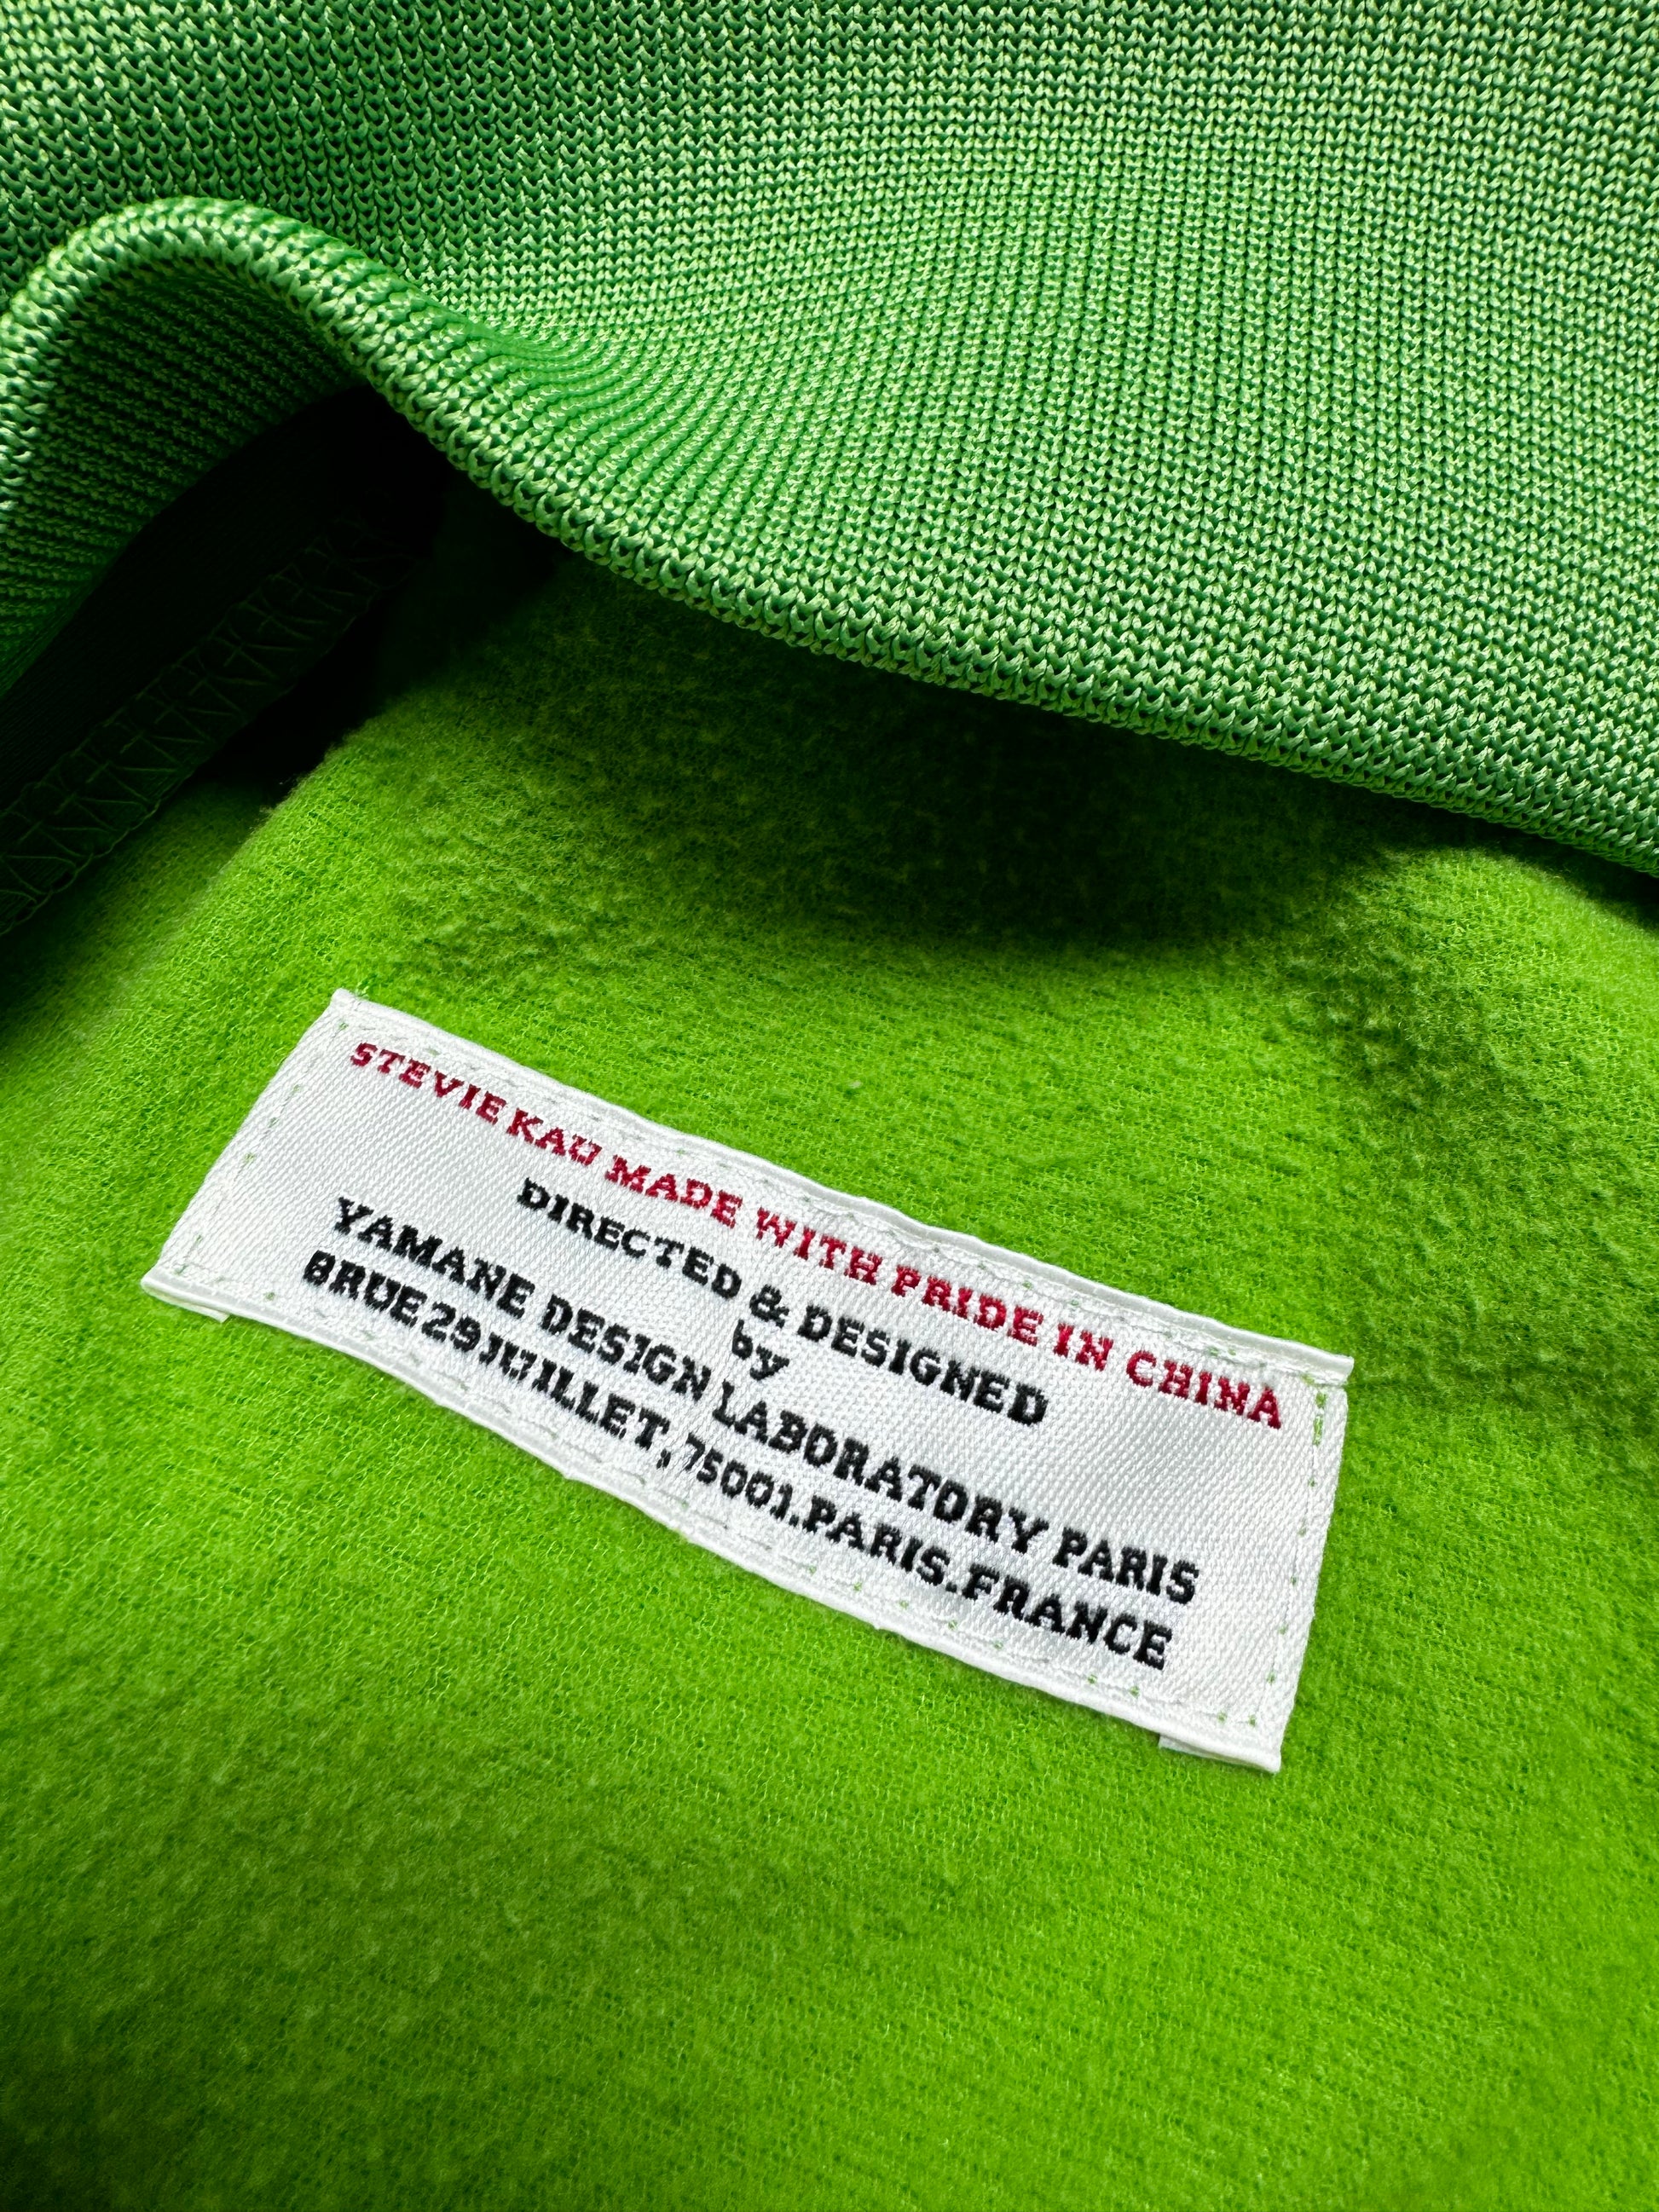 STEVIE KAU MADE WITH PRIDE IN CHINA
DIRECTED & DESIGNED
by
YAMANE DESIGN LABORATORY PARIS
8RUE29JUILLET,75001.PARIS.FRANCE